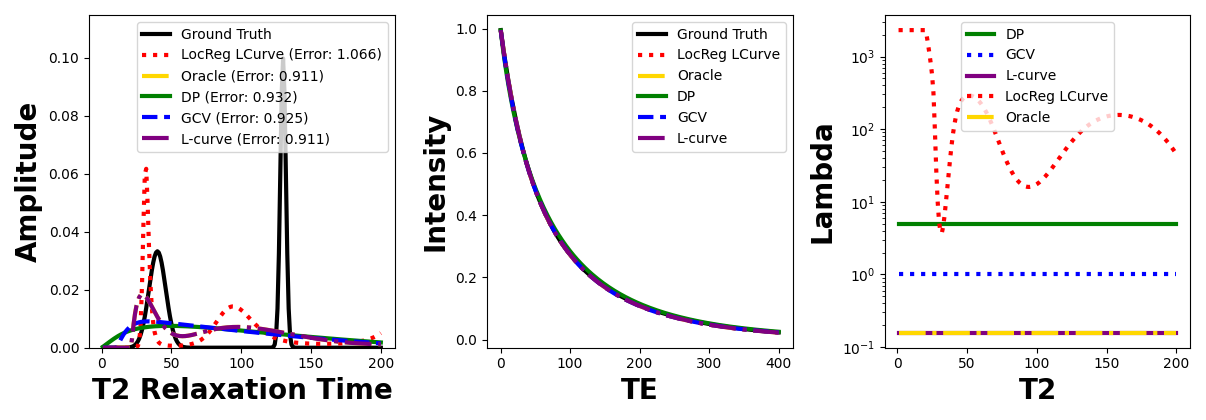 Amplitude
0.10
0.08
0.06
0.04
0.02
0.00
0
50
100
150
200
T2 Relaxation Time
Ground Truth
LocReg LCurve (Error: 1.066)
Oracle (Error: 0.911)
DP (Error: 0.932)
GCV (Error: 0.925)
L-curve (Error: 0.911)
Intensity
1.0
0.8
0.6
0.4
0.2
0.0
0
100
200
300
400
TE
Ground Truth
LocReg LCurve
Oracle
DP
GCV
L-curve
Lambda
10³
10²
10¹
10⁰
10⁻¹
0
50
100
150
200
T2
DP
GCV
L-curve
LocReg LCurve
Oracle